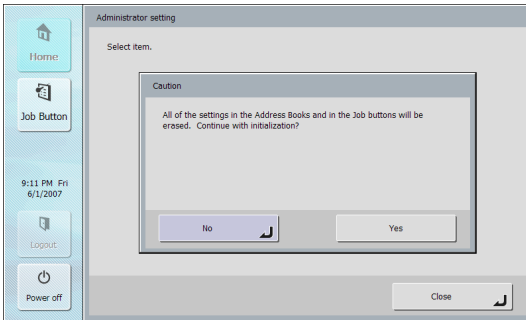 Administrator setting
Home
Select item.
Caution
Job Button
All of the settings in the Address Books and in the Job buttons will be
erased. Continue with initialization?
9:11 PM Fri
6/1/2007
No
Yes
Logout
Power off
Close